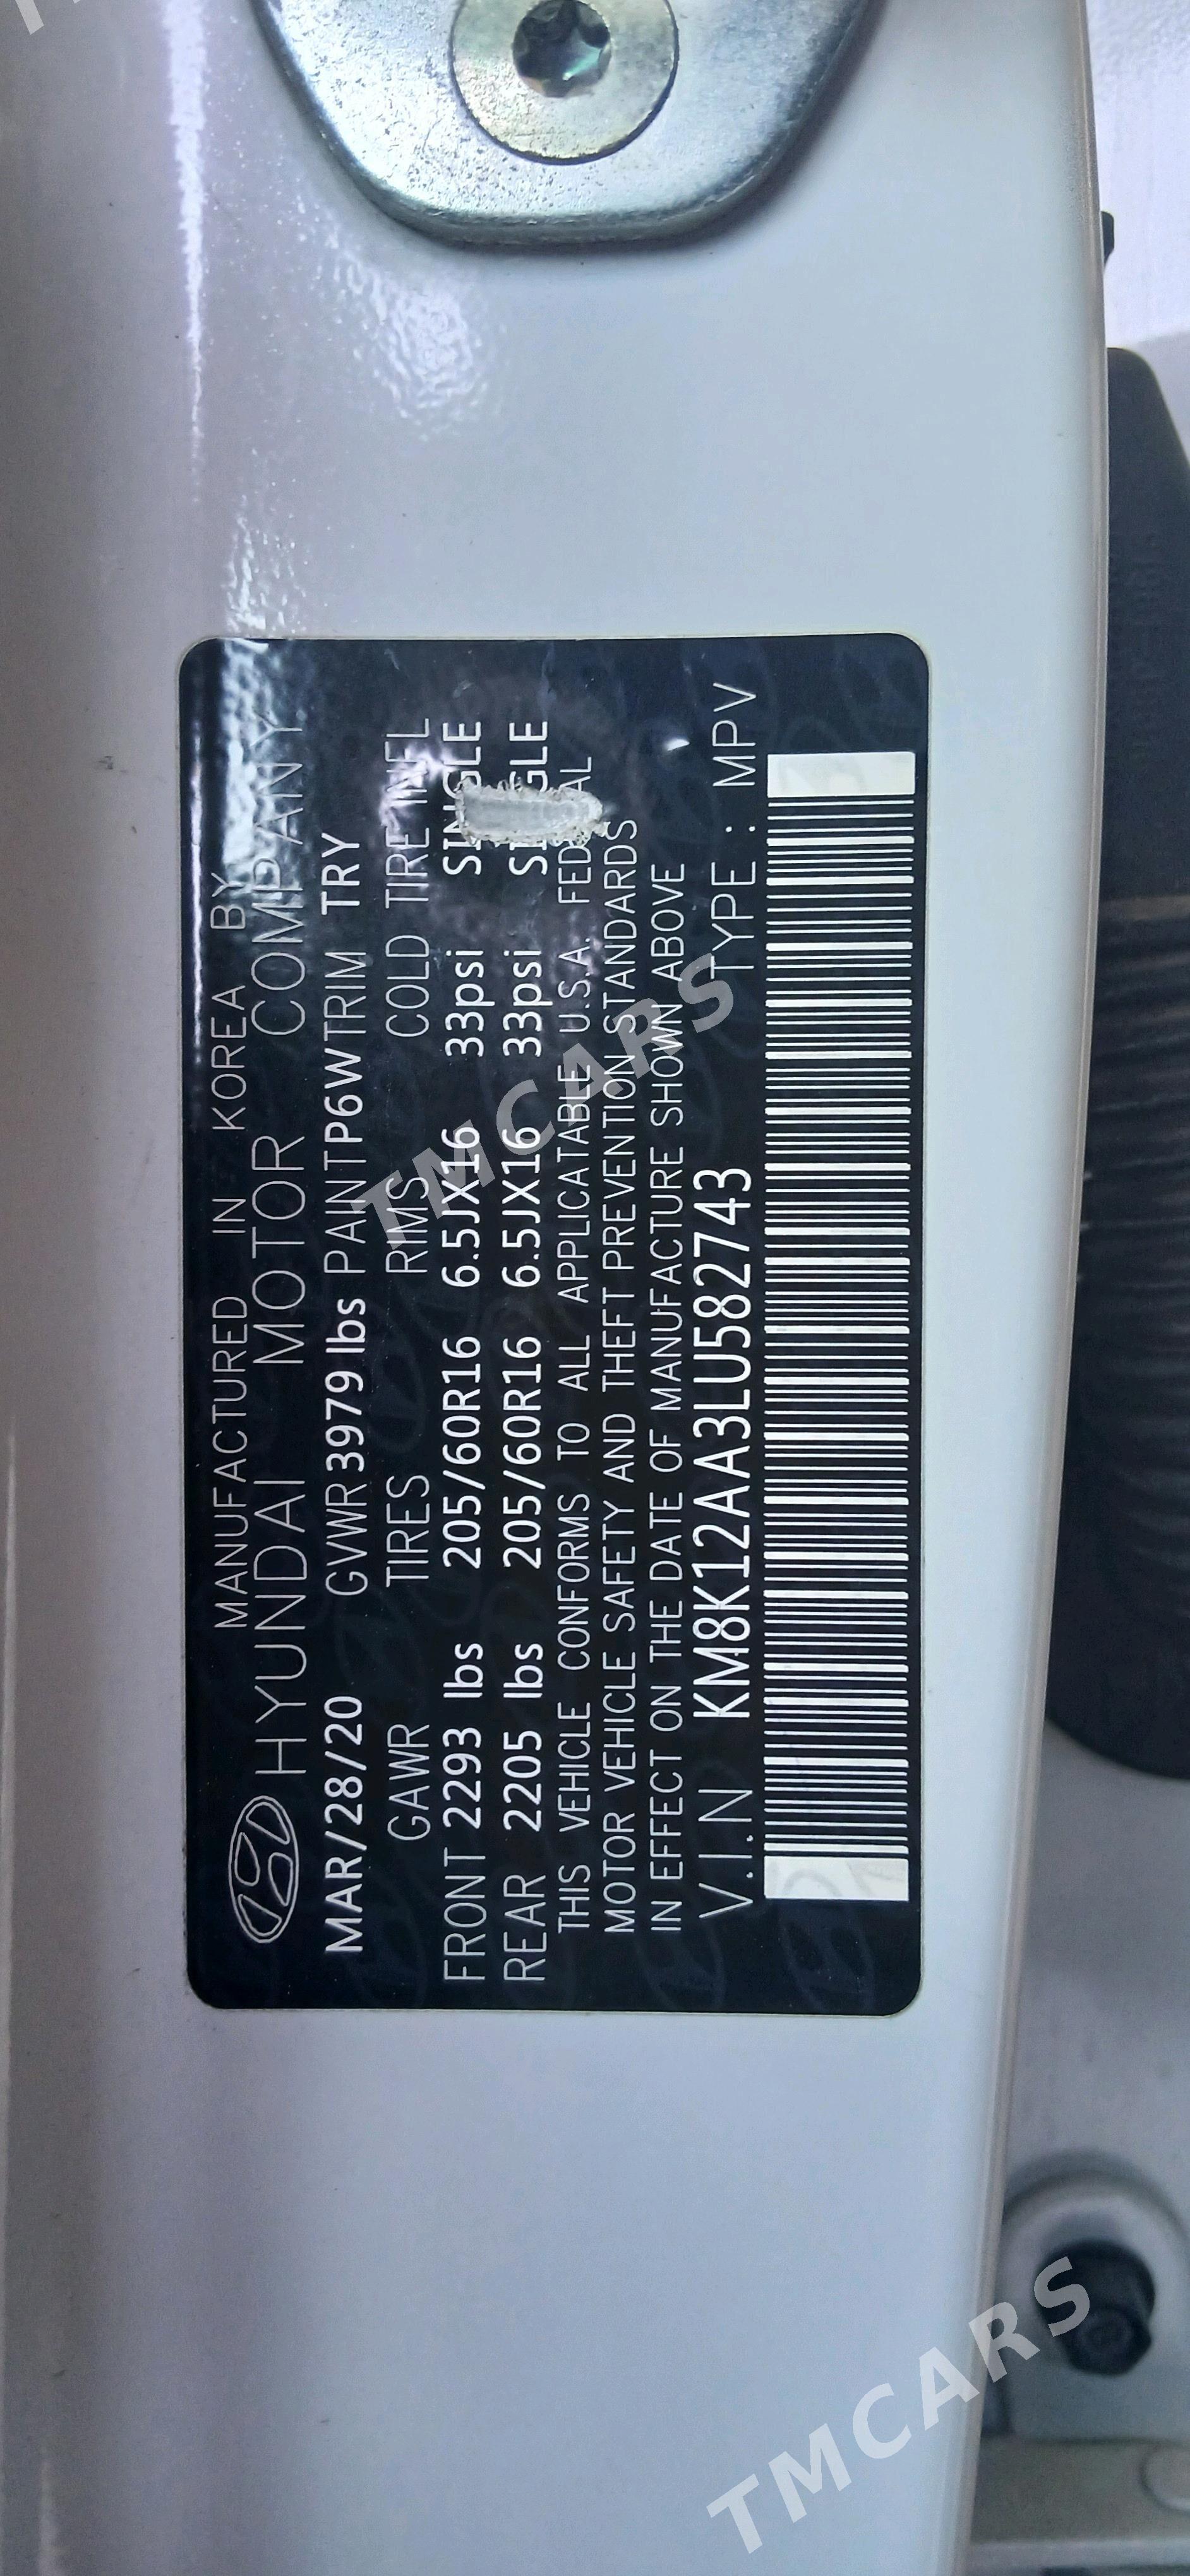 MANUFACTURED IN KOREA BY
HYUNDAI MOTOR COMPANY
MAR/28/20 GVWR 3979 lbs PAINT P6W TRIM TRY
GAWR TIRES RIMS COLD TIRE INFL
FRONT 2293 lbs 205/60R16 6.5JX16 33psi SINGLE
REAR 2205 lbs 205/60R16 6.5JX16 33psi SINGLE
THIS VEHICLE CONFORMS TO ALL APPLICATABLE U.S.A. FEDERAL
MOTOR VEHICLE SAFETY AND THEFT PREVENTION STANDARDS
IN EFFECT ON THE DATE OF MANUFACTURE SHOWN ABOVE
V.I.N KM8K12AA3LU582743 TYPE : MPV
TMCARS
TMCARS